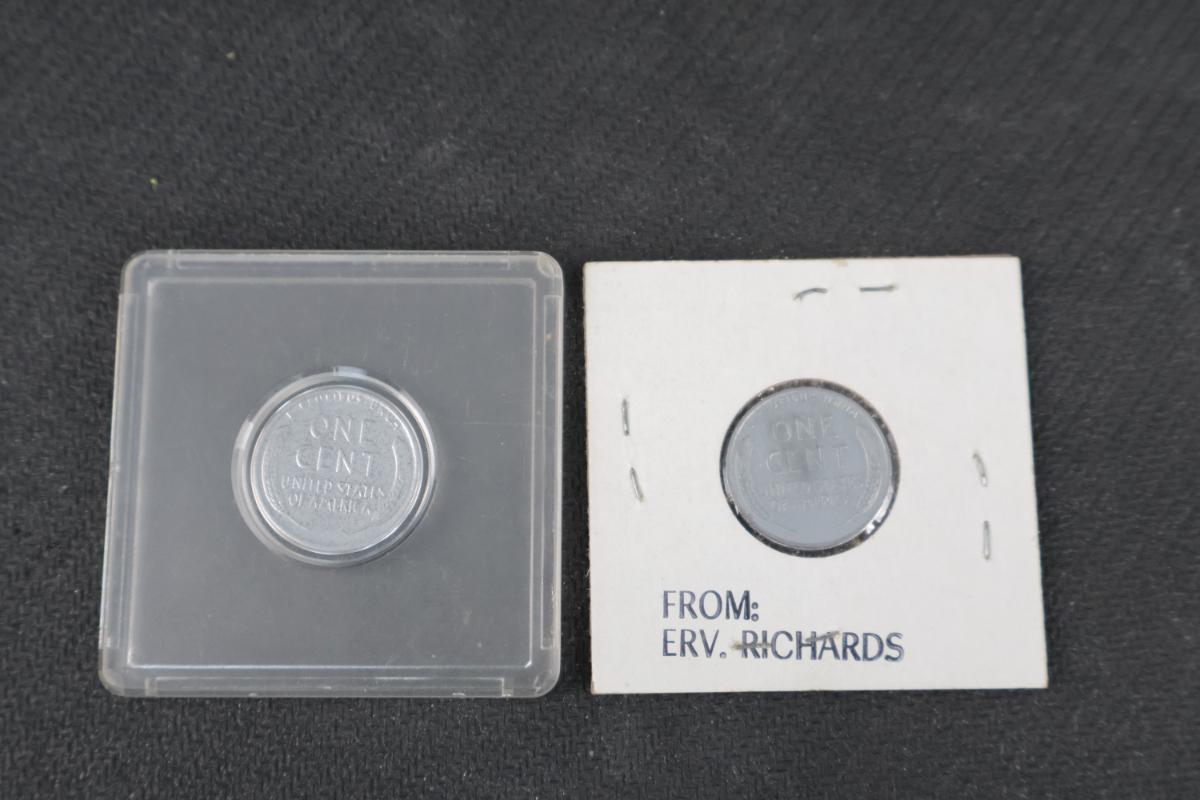 ONE
CENT
UNITED STATES
OF AMERICA
ONE
CENT
FROM:
ERV. RICHARDS